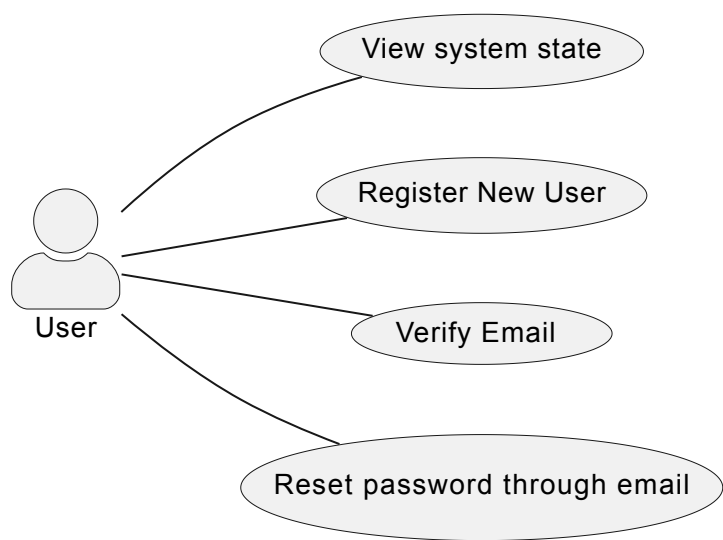 View system state
Register New User
User
Verify Email
Reset password through email